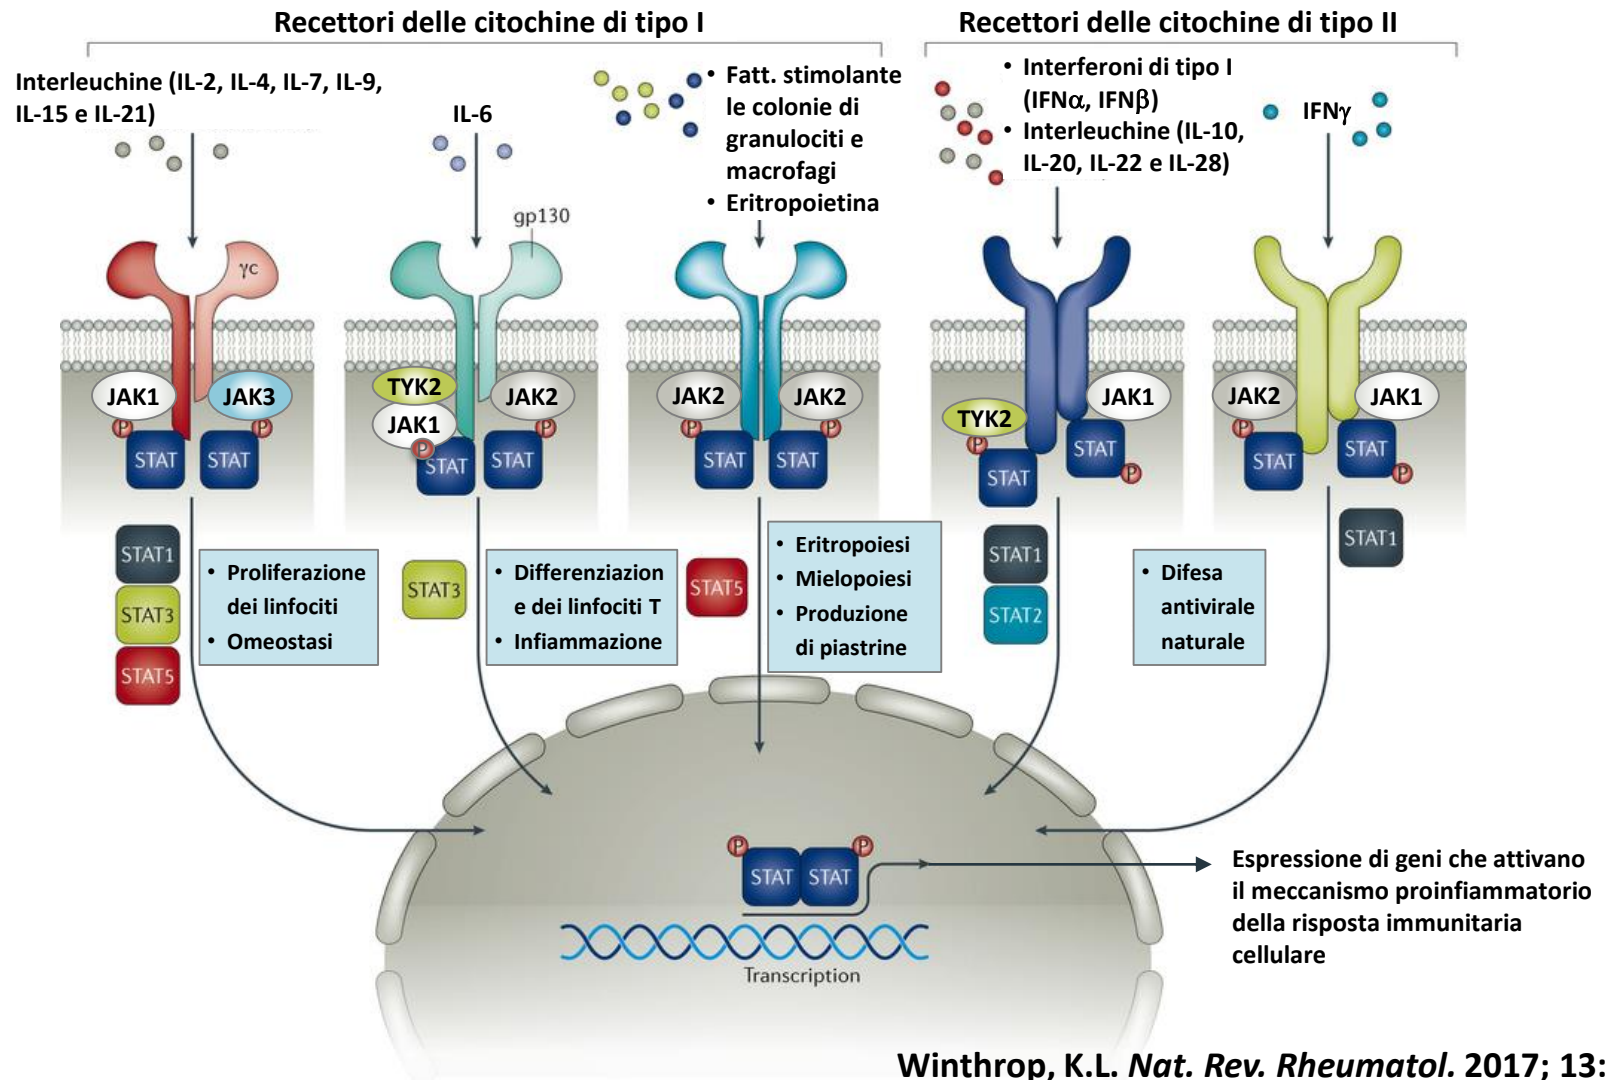 Recettori delle citochine di tipo I
Recettori delle citochine di tipo II
Interleuchine (IL-2, IL-4, IL-7, IL-9,
IL-15 e IL-21)
IL-6
• Fatt. stimolante
le colonie di
granulociti e
macrofagi
• Eritropoietina
• Interferoni di tipo I
(IFNα, IFNβ)
• Interleuchine (IL-10,
IL-20, IL-22 e IL-28)
IFNγ
γc
gp130
JAK1
JAK3
P
P
STAT
STAT
TYK2
JAK1
JAK2
P
P
STAT
STAT
JAK2
JAK2
P
P
STAT
STAT
TYK2
JAK1
P
P
STAT
STAT
JAK2
JAK1
P
P
STAT
STAT
STAT1
STAT3
STAT5
• Proliferazione
dei linfociti
• Omeostasi
STAT3
• Differenziazion
e dei linfociti T
• Infiammazione
STAT5
• Eritropoiesi
• Mielopoiesi
• Produzione
di piastrine
STAT1
STAT2
• Difesa
antivirale
naturale
STAT1
P
P
STAT
STAT
Transcription
Espressione di geni che attivano
il meccanismo proinfiammatorio
della risposta immunitaria
cellulare
Winthrop, K.L. Nat. Rev. Rheumatol. 2017; 13: